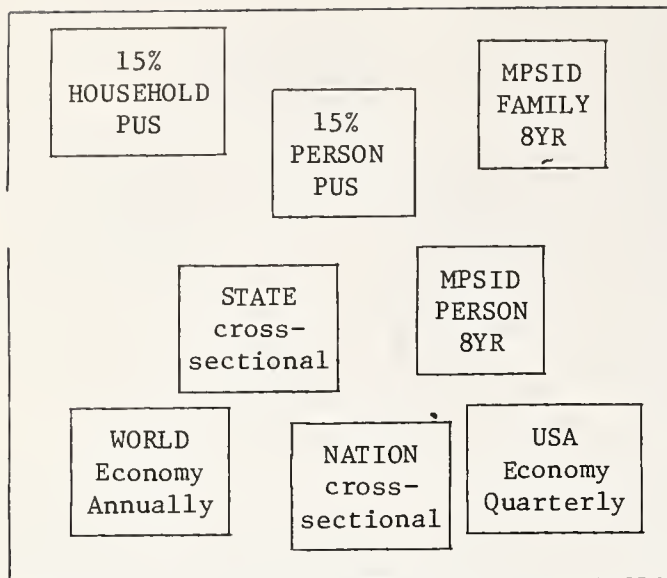 15%
HOUSEHOLD
PUS
15%
PERSON
PUS
MPSID
FAMILY
8YR
STATE
cross-
sectional
MPSID
PERSON
8YR
WORLD
Economy
Annually
NATION
cross-
sectional
USA
Economy
Quarterly